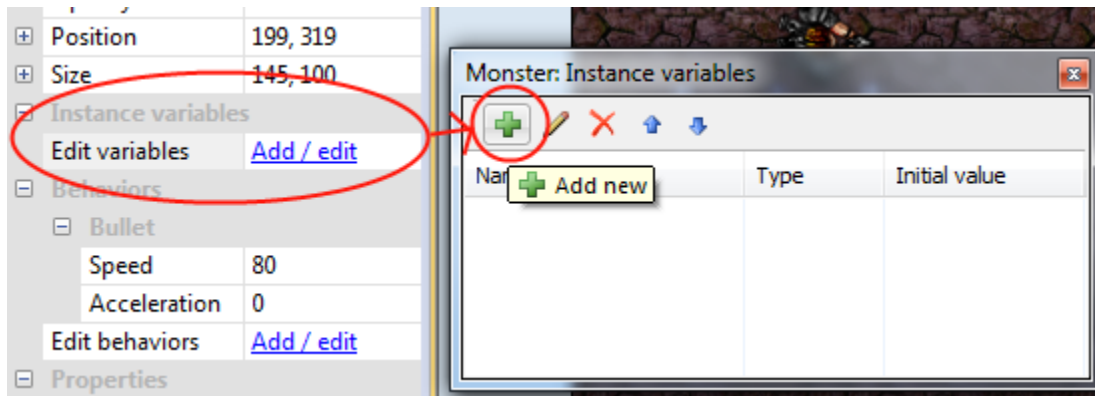 Position 199, 319
Size 145, 100
Instance variables
Edit variables Add / edit
Behaviors
Bullet
Speed 80
Acceleration 0
Edit behaviors Add / edit
Properties
Monster: Instance variables
Add new
Type Initial value